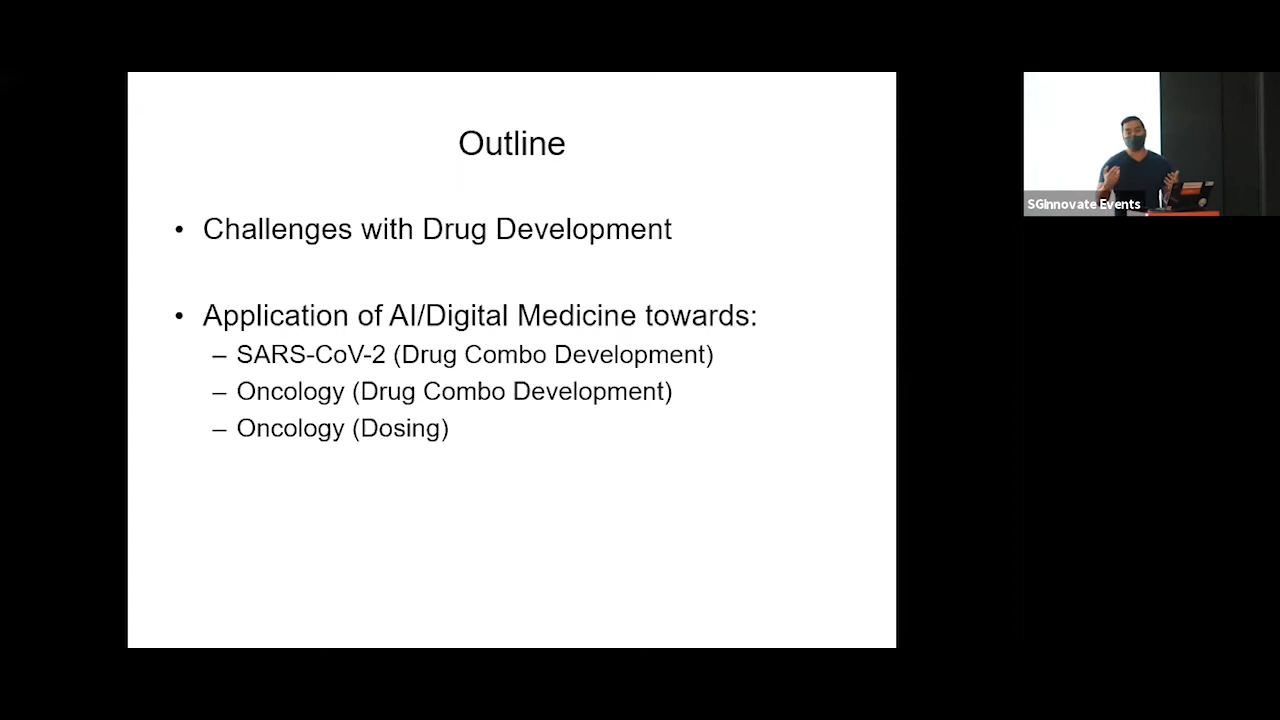 Outline
• Challenges with Drug Development
• Application of AI/Digital Medicine towards:
– SARS-CoV-2 (Drug Combo Development)
– Oncology (Drug Combo Development)
– Oncology (Dosing)
SGInnovate Events